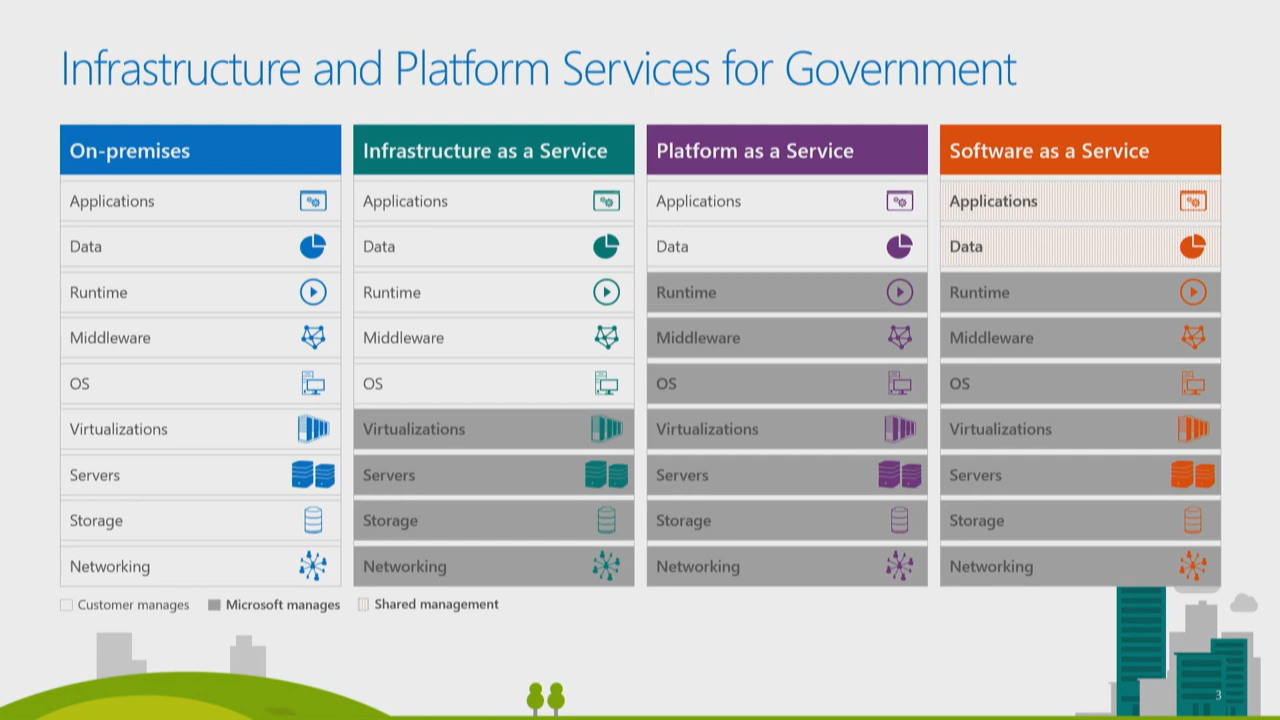 Infrastructure and Platform Services for Government
On-premises
Applications
Data
Runtime
Middleware
OS
Virtualizations
Servers
Storage
Networking
Infrastructure as a Service
Applications
Data
Runtime
Middleware
OS
Virtualizations
Servers
Storage
Networking
Platform as a Service
Applications
Data
Runtime
Middleware
OS
Virtualizations
Servers
Storage
Networking
Software as a Service
Applications
Data
Runtime
Middleware
OS
Virtualizations
Servers
Storage
Networking
Customer manages Microsoft manages Shared management
3